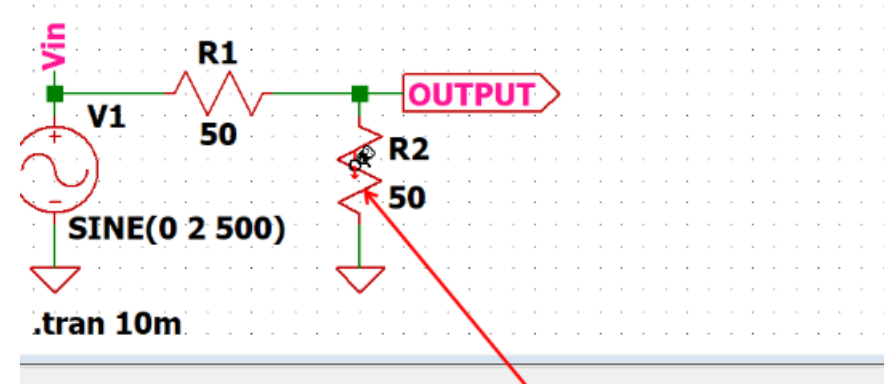 Vin
R1
OUTPUT
V1
50
R2
50
+
-
SINE(0 2 500)
.tran 10m